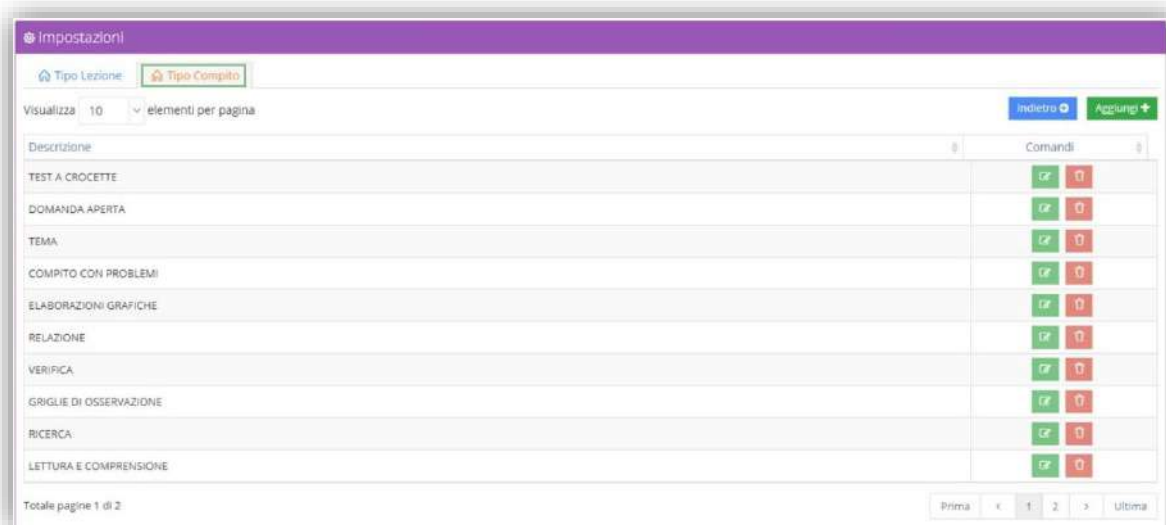 Impostazioni
Tipo Lezione Tipo Compito
Visualizza 10 elementi per pagina Indietro Aggiungi
Descrizione Comandi
TEST A CROCETTE
DOMANDA APERTA
TEMA
COMPITO CON PROBLEMI
ELABORAZIONI GRAFICHE
RELAZIONE
VERIFICA
GRIGLIE DI OSSERVAZIONE
RICERCA
LETTURA E COMPRENSIONE
Totale pagine 1 di 2 Prima < 1 2 > Ultima